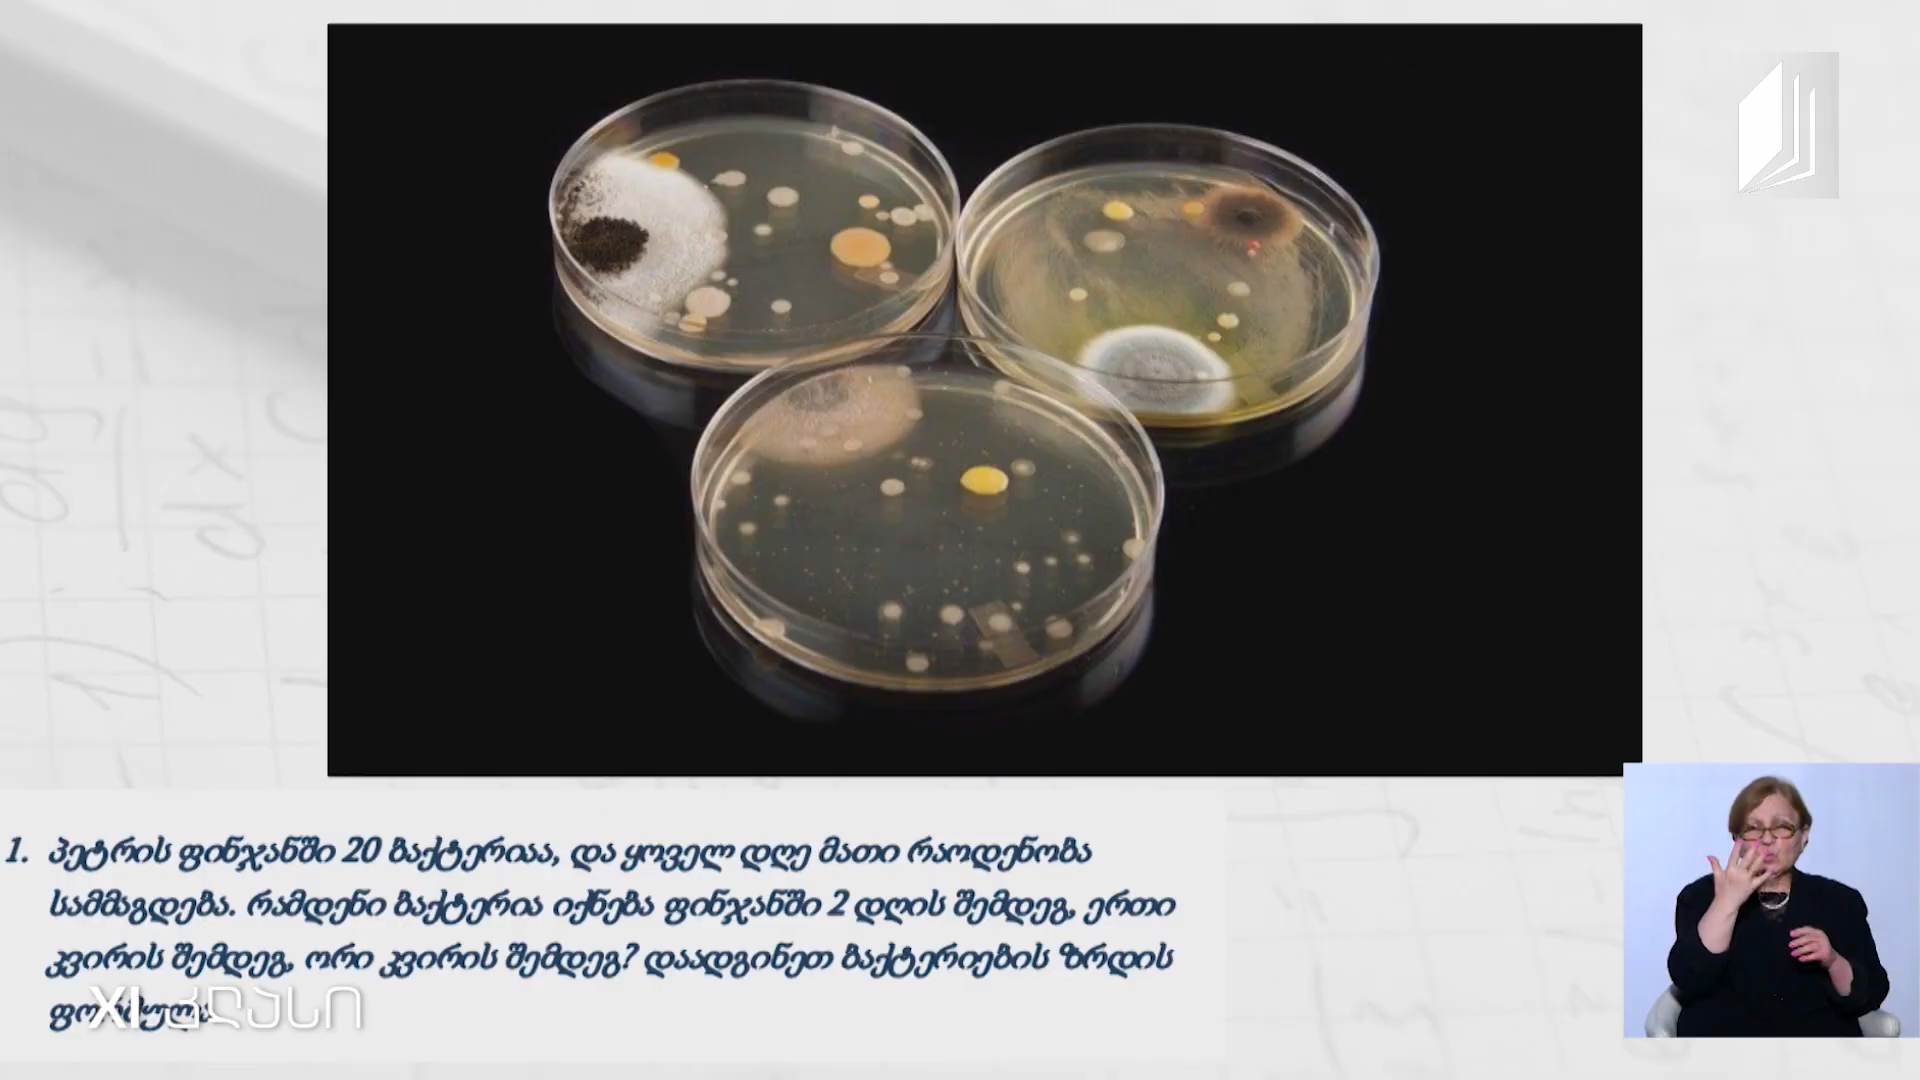 1. პეტრის ფინჯანში 20 ბაქტერიაა, და ყოველ დღე მათი რაოდენობა
სამმაგდება. რამდენი ბაქტერია იქნება ფინჯანში 2 დღის შემდეგ, ერთი
კვირის შემდეგ, ორი კვირის შემდეგ? დაადგინეთ ბაქტერიების ზრდის
XI კლასი